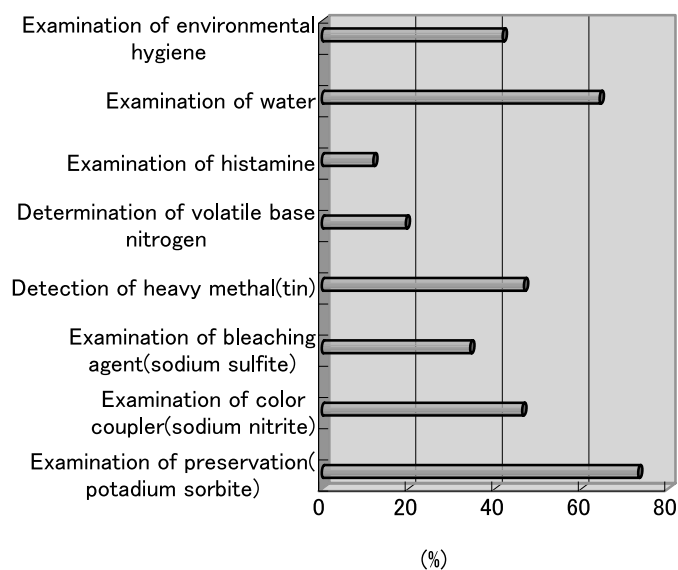 Examination of environmental
hygiene
Examination of water
Examination of histamine
Determination of volatile base
nitrogen
Detection of heavy methal(tin)
Examination of bleaching
agent(sodium sulfite)
Examination of color
coupler(sodium nitrite)
Examination of preservation(
potadium sorbite)
0 20 40 60 80
(%)